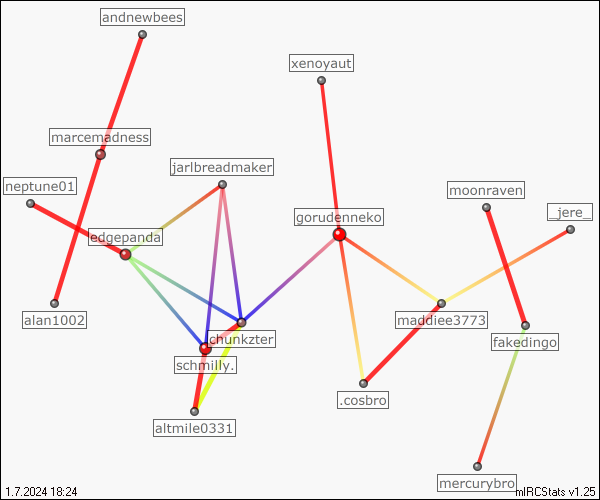 andnewbees
xenoyaut
marcemadness
jarlbreadmaker
neptune01
moonraven
_jere_
gorudenneko
edgepanda
alan1002
maddiee3773
chunkzter
fakedingo
schmilly.
.cosbro
altmile0331
mercurybro
1.7.2024 18:24
mIRCStats v1.25